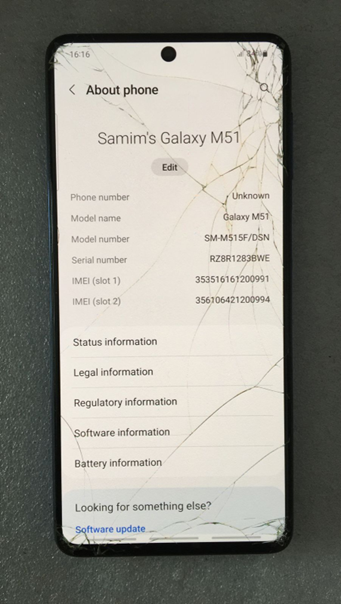 16:16
About phone
Samim's Galaxy M51
Edit
Phone number Unknown
Model name Galaxy M51
Model number SM-M515F/DSN
Serial number RZ8R1283BWE
IMEI (slot 1) 353516161200991
IMEI (slot 2) 356106421200994
Status information
Legal information
Regulatory information
Software information
Battery information
Looking for something else?
Software update